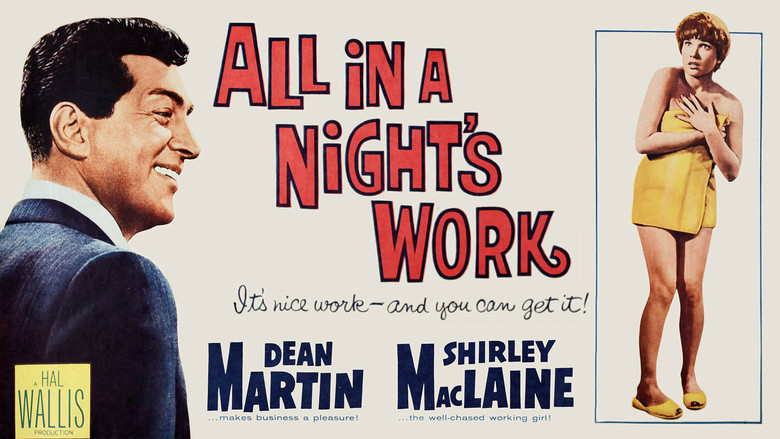 ALL IN A
NIGHT'S
WORK
It's nice work—and you can get it!
DEAN
MARTIN
...makes business a pleasure!
SHIRLEY
MACLAINE
...the well-chased working girl!
A HAL
WALLIS
PRODUCTION